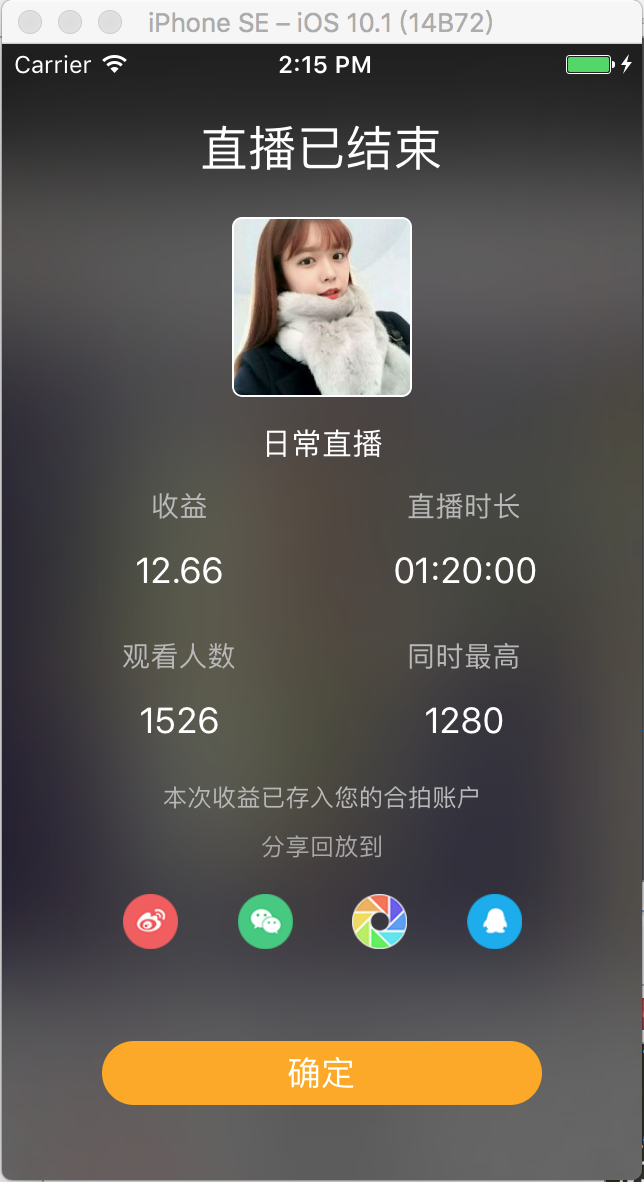 iPhone SE – iOS 10.1 (14B72)
Carrier 2:15 PM
直播已结束
日常直播
收益 直播时长
12.66 01:20:00
观看人数 同时最高
1526 1280
本次收益已存入您的合拍账户
分享回放到
确定